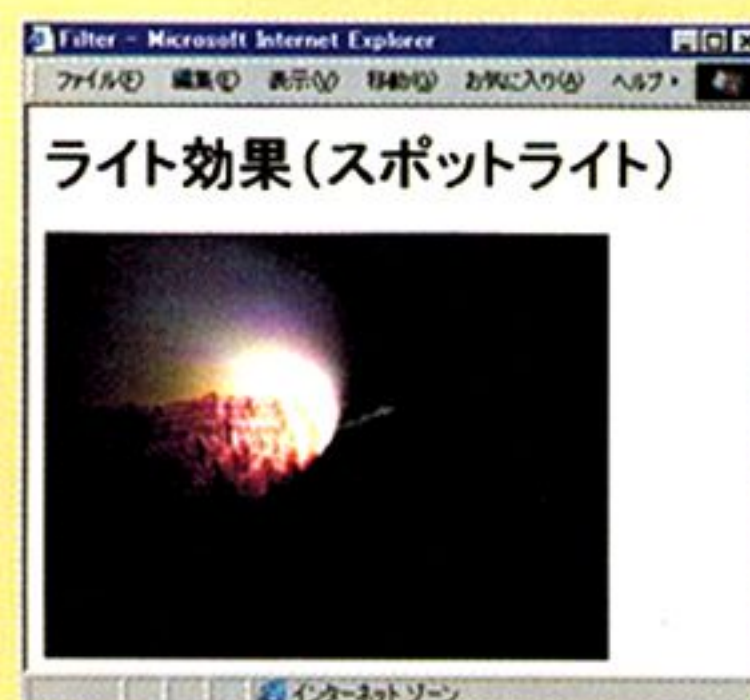 Filter - Microsoft Internet Explorer
ファイル(F) 編集(E) 表示(V) 移動(G) お気に入り(A) ヘルプ
ライト効果(スポットライト)
インターネット ゾーン